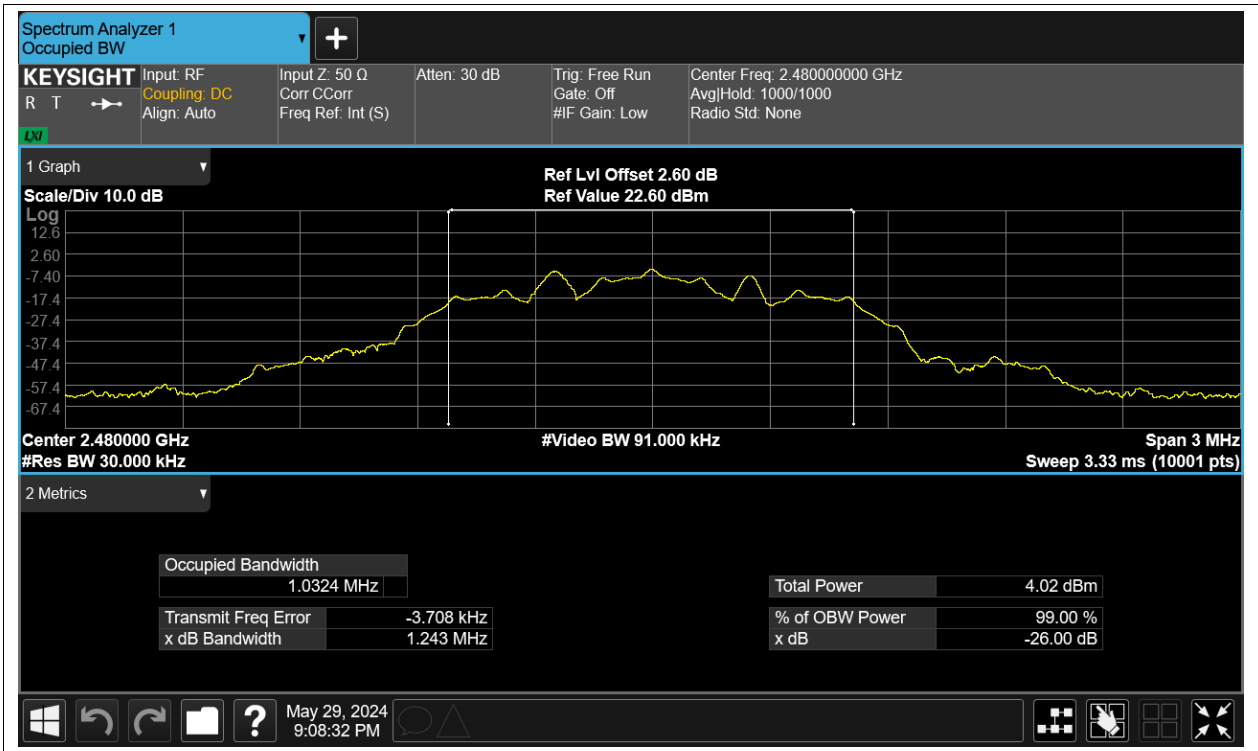 Spectrum Analyzer 1
Occupied BW
KEYSIGHT
R T
LXI
Input: RF
Coupling: DC
Align: Auto
Input Z: 50 Ω
Corr CCorr
Freq Ref: Int (S)
Atten: 30 dB
Trig: Free Run
Gate: Off
#IF Gain: Low
Center Freq: 2.480000000 GHz
Avg|Hold: 1000/1000
Radio Std: None
1 Graph
Scale/Div 10.0 dB
Ref Lvl Offset 2.60 dB
Ref Value 22.60 dBm
Log
12.6
2.60
-7.40
-17.4
-27.4
-37.4
-47.4
-57.4
-67.4
Center 2.480000 GHz
#Res BW 30.000 kHz
#Video BW 91.000 kHz
Span 3 MHz
Sweep 3.33 ms (10001 pts)
2 Metrics
Occupied Bandwidth
1.0324 MHz
Transmit Freq Error -3.708 kHz
x dB Bandwidth 1.243 MHz
Total Power 4.02 dBm
% of OBW Power 99.00 %
x dB -26.00 dB
?
May 29, 2024
9:08:32 PM